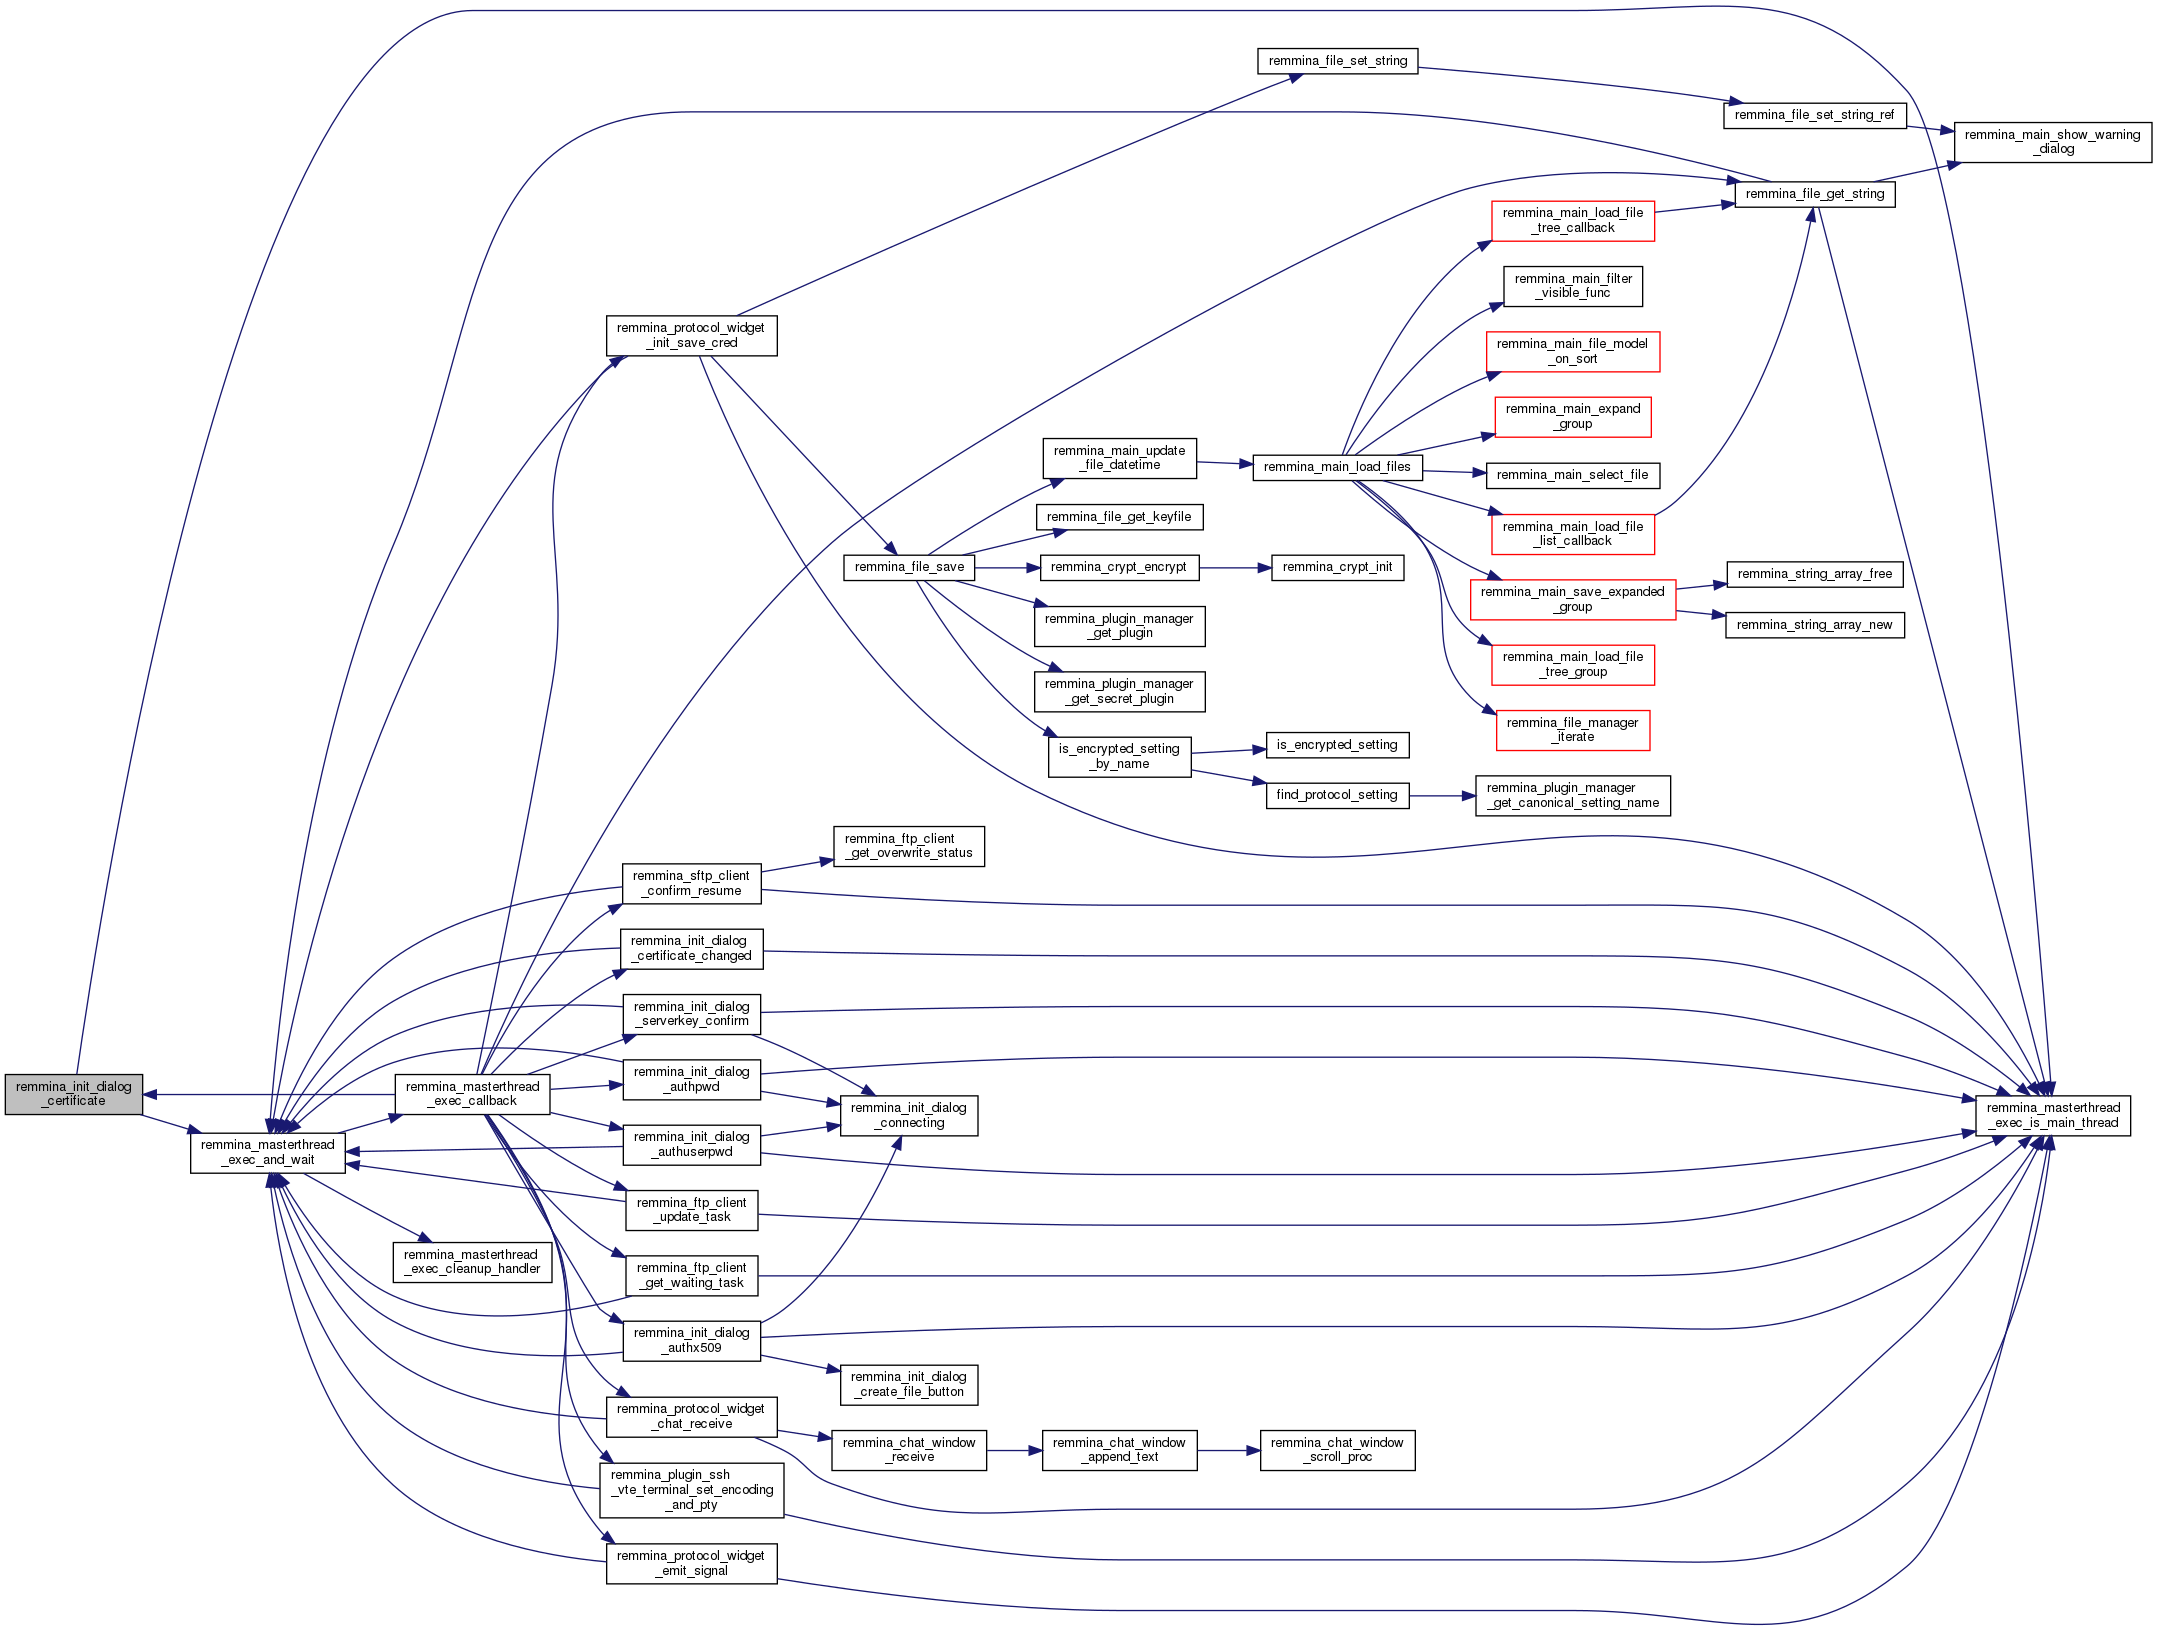 remmina_file_set_string
remmina_file_set_string_ref
remmina_main_show_warning
_dialog
remmina_file_get_string
remmina_main_load_file
_tree_callback
remmina_main_filter
_visible_func
remmina_protocol_widget
_init_save_cred
remmina_main_file_model
_on_sort
remmina_main_expand
_group
remmina_main_update
_file_datetime
remmina_main_load_files
remmina_main_select_file
remmina_file_get_keyfile
remmina_main_load_file
_list_callback
remmina_file_save
remmina_crypt_encrypt
remmina_crypt_init
remmina_string_array_free
remmina_main_save_expanded
_group
remmina_string_array_new
remmina_plugin_manager
_get_plugin
remmina_main_load_file
_tree_group
remmina_plugin_manager
_get_secret_plugin
remmina_file_manager
_iterate
is_encrypted_setting
_by_name
is_encrypted_setting
find_protocol_setting
remmina_plugin_manager
_get_canonical_setting_name
remmina_ftp_client
_get_overwrite_status
remmina_sftp_client
_confirm_resume
remmina_init_dialog
_certificate_changed
remmina_init_dialog
_serverkey_confirm
remmina_init_dialog
_certificate
remmina_masterthread
_exec_callback
remmina_init_dialog
_authpwd
remmina_init_dialog
_connecting
remmina_masterthread
_exec_is_main_thread
remmina_masterthread
_exec_and_wait
remmina_init_dialog
_authuserpwd
remmina_ftp_client
_update_task
remmina_masterthread
_exec_cleanup_handler
remmina_ftp_client
_get_waiting_task
remmina_init_dialog
_authx509
remmina_init_dialog
_create_file_button
remmina_protocol_widget
_chat_receive
remmina_chat_window
_receive
remmina_chat_window
_append_text
remmina_chat_window
_scroll_proc
remmina_plugin_ssh
_vte_terminal_set_encoding
_and_pty
remmina_protocol_widget
_emit_signal